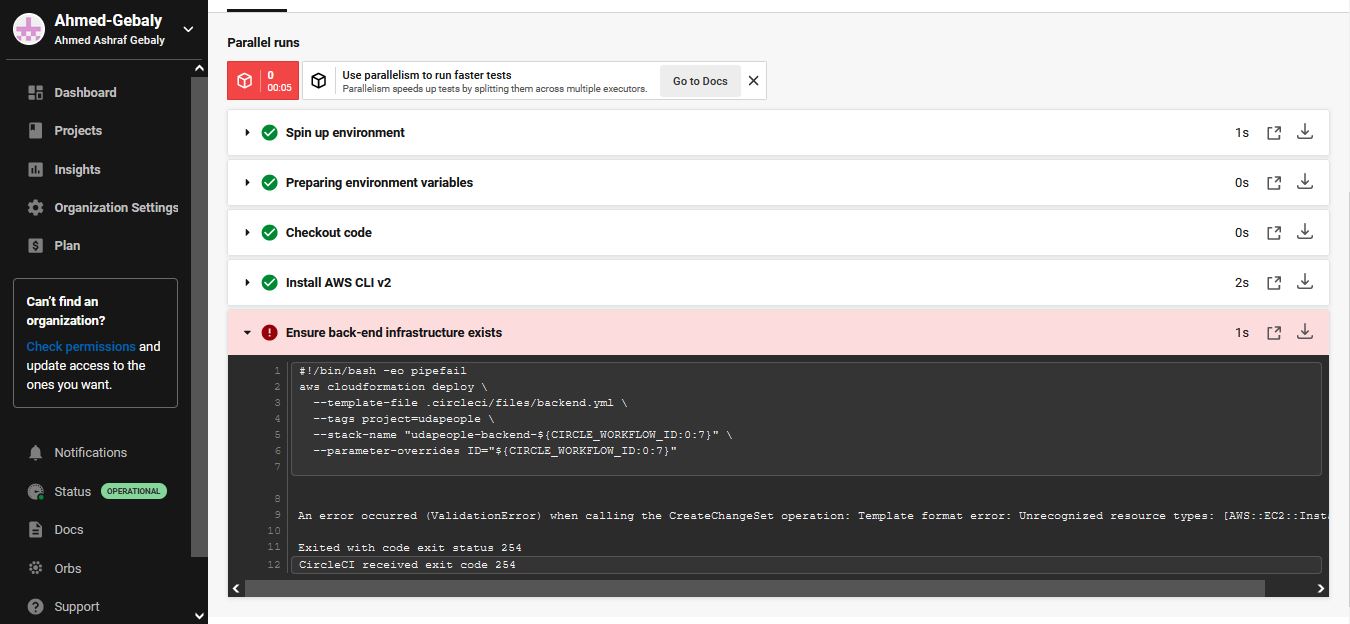 Ahmed-Gebaly
Ahmed Ashraf Gebaly
Dashboard
Projects
Insights
Organization Settings
Plan
Can't find an
organization?
Check permissions and
update access to the
ones you want.
Notifications
Status OPERATIONAL
Docs
Orbs
Support
Parallel runs
0
00:05
Use parallelism to run faster tests
Parallelism speeds up tests by splitting them across multiple executors.
Go to Docs
Spin up environment 1s
Preparing environment variables 0s
Checkout code 0s
Install AWS CLI v2 2s
Ensure back-end infrastructure exists 1s
1 #!/bin/bash -eo pipefail
2 aws cloudformation deploy \
3 --template-file .circleci/files/backend.yml \
4 --tags project=udapeople \
5 --stack-name "udapeople-backend-${CIRCLE_WORKFLOW_ID:0:7}" \
6 --parameter-overrides ID="${CIRCLE_WORKFLOW_ID:0:7}"
7
8
9 An error occurred (ValidationError) when calling the CreateChangeSet operation: Template format error: Unrecognized resource types: [AWS::EC2::Insta
10
11 Exited with code exit status 254
12 CircleCI received exit code 254